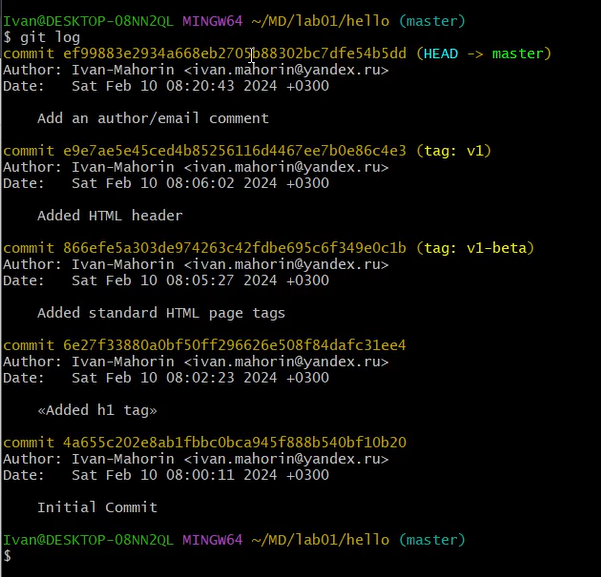 Ivan@DESKTOP-08NN2QL MINGW64 ~/MD/lab01/hello (master)
$ git log
commit ef99883e2934a668eb2705b88302bc7dfe54b5dd (HEAD -> master)
Author: Ivan-Mahorin <ivan.mahorin@yandex.ru>
Date:   Sat Feb 10 08:20:43 2024 +0300
    Add an author/email comment
commit e9e7ae5e45ced4b85256116d4467ee7b0e86c4e3 (tag: v1)
Author: Ivan-Mahorin <ivan.mahorin@yandex.ru>
Date:   Sat Feb 10 08:06:02 2024 +0300
    Added HTML header
commit 866efe5a303de974263c42fdbe695c6f349e0c1b (tag: v1-beta)
Author: Ivan-Mahorin <ivan.mahorin@yandex.ru>
Date:   Sat Feb 10 08:05:27 2024 +0300
    Added standard HTML page tags
commit 6e27f33880a0bf50ff296626e508f84dafc31ee4
Author: Ivan-Mahorin <ivan.mahorin@yandex.ru>
Date:   Sat Feb 10 08:02:23 2024 +0300
    «Added h1 tag»
commit 4a655c202e8ab1fbbc0bca945f888b540bf10b20
Author: Ivan-Mahorin <ivan.mahorin@yandex.ru>
Date:   Sat Feb 10 08:00:11 2024 +0300
    Initial Commit
Ivan@DESKTOP-08NN2QL MINGW64 ~/MD/lab01/hello (master)
$